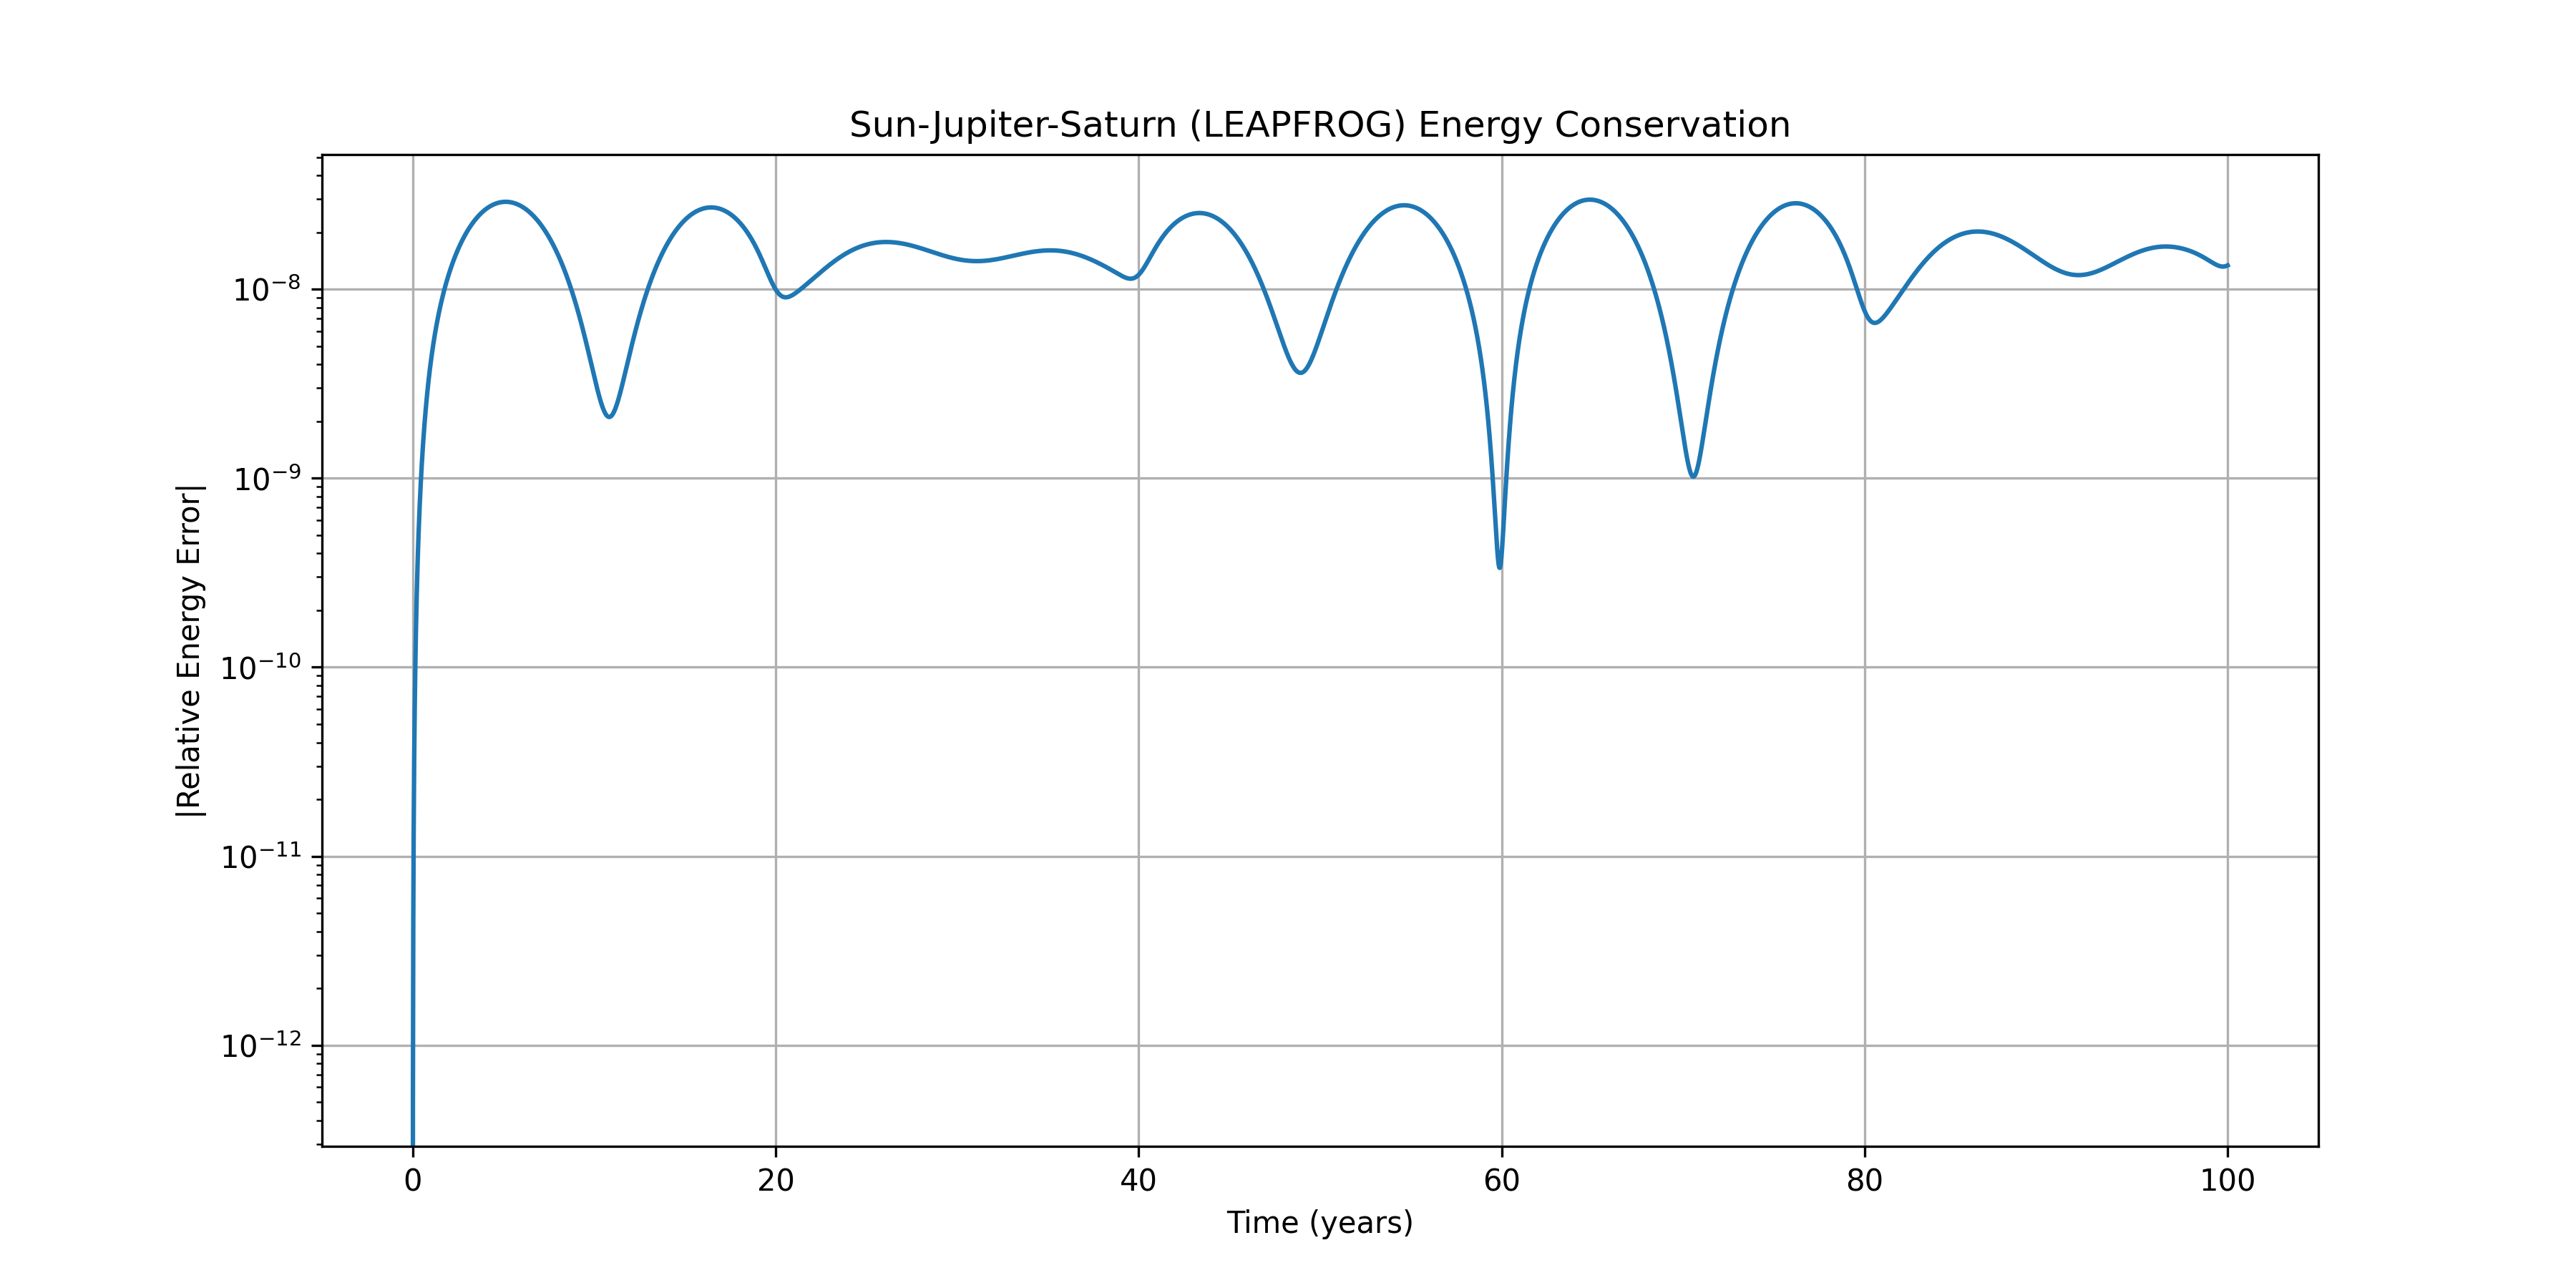 Sun-Jupiter-Saturn (LEAPFROG) Energy Conservation
|Relative Energy Error|
10⁻⁸
10⁻⁹
10⁻¹⁰
10⁻¹¹
10⁻¹²
0 20 40 60 80 100
Time (years)